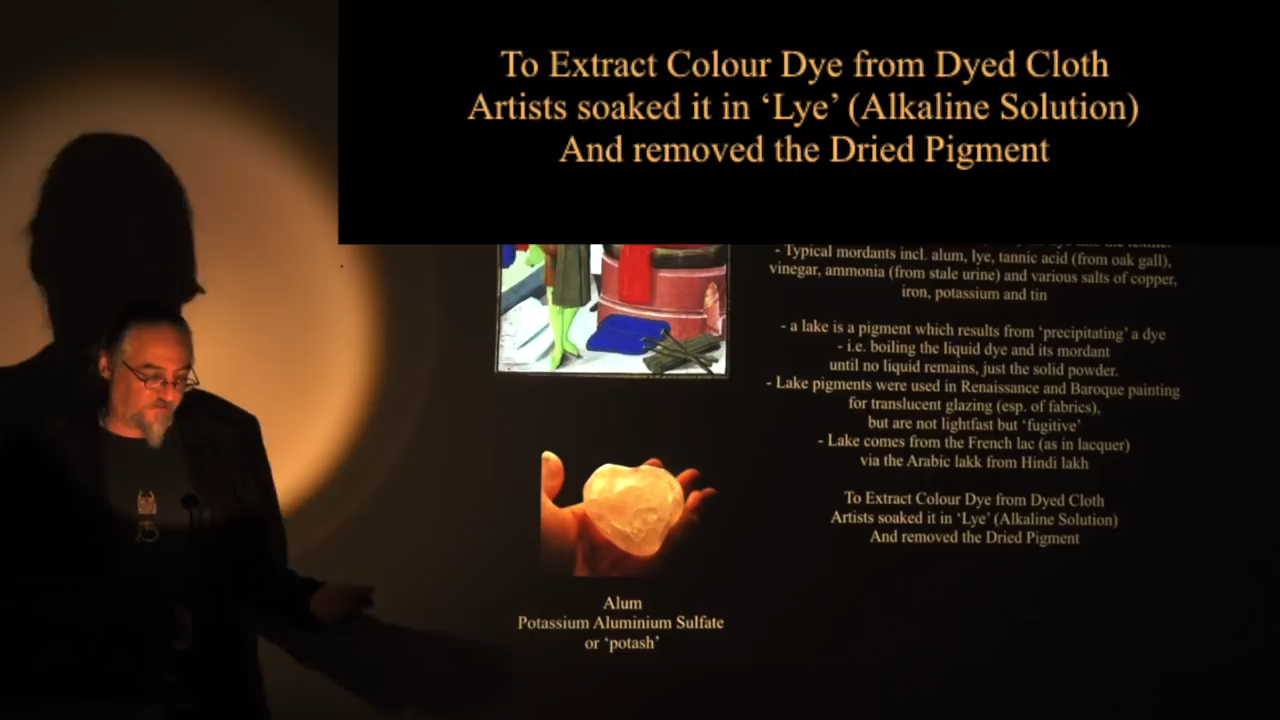 To Extract Colour Dye from Dyed Cloth
Artists soaked it in ‘Lye’ (Alkaline Solution)
And removed the Dried Pigment
- Typical mordants incl. alum, lye, tannic acid (from oak gall),
vinegar, ammonia (from stale urine) and various salts of copper,
iron, potassium and tin
- a lake is a pigment which results from ‘precipitating’ a dye
- i.e. boiling the liquid dye and its mordant
until no liquid remains, just the solid powder.
- Lake pigments were used in Renaissance and Baroque painting
for translucent glazing (esp. of fabrics),
but are not lightfast but ‘fugitive’
- Lake comes from the French lac (as in lacquer)
via the Arabic lakk from Hindi lakh
To Extract Colour Dye from Dyed Cloth
Artists soaked it in ‘Lye’ (Alkaline Solution)
And removed the Dried Pigment
Alum
Potassium Aluminium Sulfate
or ‘potash’